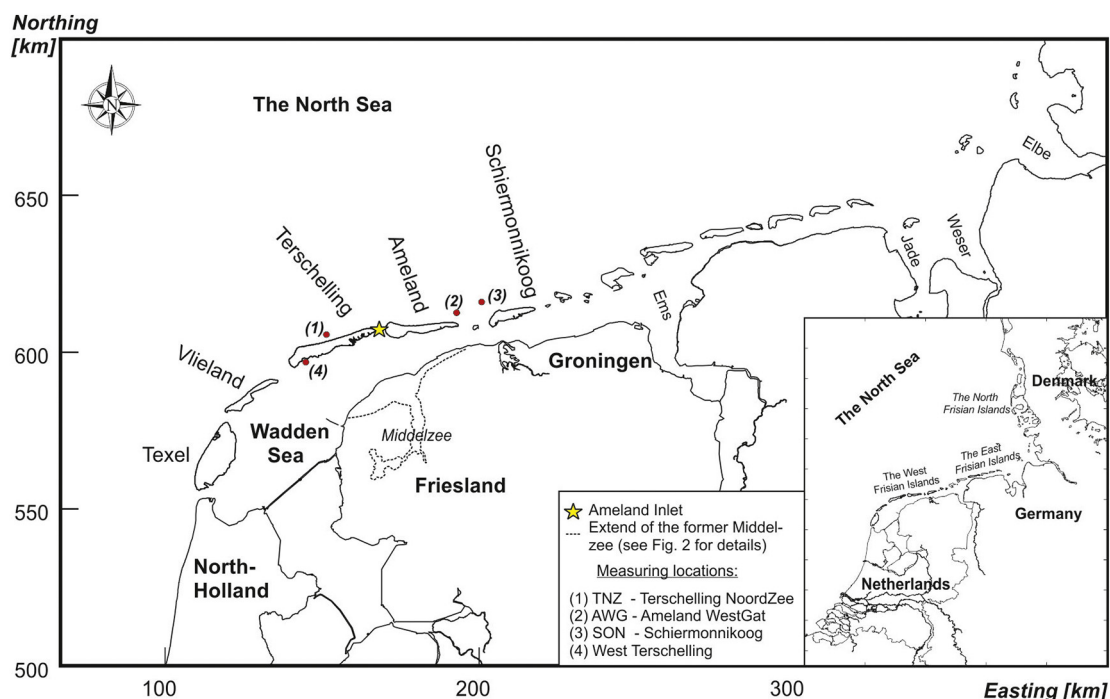 Northing
[km]
N
The North Sea
Elbe
650
Schiermonnikoog
Weser
Jade
Terschelling
Ameland
Ems
(2)
(3)
(1)
600
(4)
Groningen
Vlieland
Wadden
Sea
Middelzee
Texel
Friesland
550
North-
Holland
Ameland Inlet
Extend of the former Middel-
zee (see Fig. 2 for details)
Measuring locations:
(1) TNZ - Terschelling NoordZee
(2) AWG - Ameland WestGat
(3) SON - Schiermonnikoog
(4) West Terschelling
The North Sea
Denmark
The North
Frisian Islands
The East
Frisian Islands
The West
Frisian Islands
Germany
Netherlands
500
100
200
300
Easting [km]